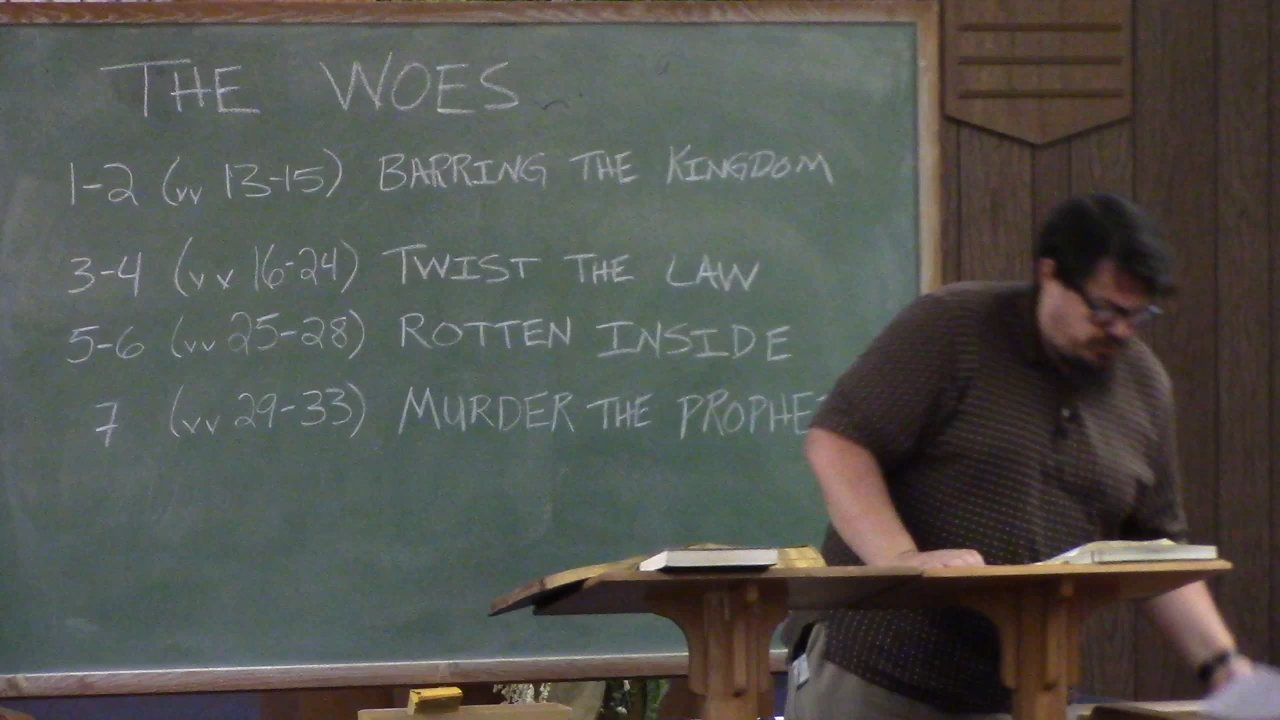 THE WOES
1-2 (vv 13-15) BARRING THE KINGDOM
3-4 (vv 16-24) TWIST THE LAW
5-6 (vv 25-28) ROTTEN INSIDE
7 (vv 29-33) MURDER THE PROPHE